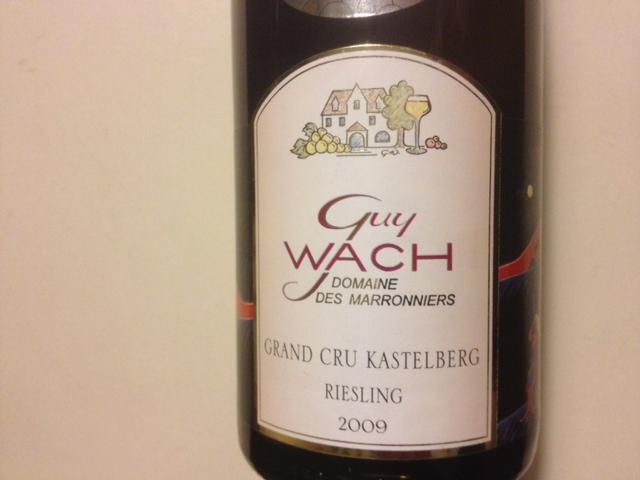 Guy
WACH
DOMAINE
DES MARRONNIERS
GRAND CRU KASTELBERG
RIESLING
2009